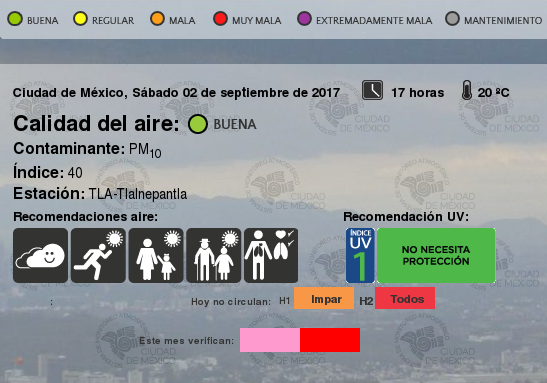 BUENA REGULAR MALA MUY MALA EXTREMADAMENTE MALA MANTENIMIENTO
Ciudad de México, Sábado 02 de septiembre de 2017 17 horas 20 ºC
Calidad del aire: BUENA
Contaminante: PM10
Índice: 40
Estación: TLA-Tlalnepantla
Recomendaciones aire: Recomendación UV:
ÍNDICE UV 1 NO NECESITA PROTECCIÓN
: Hoy no circulan: H1 Impar H2 Todos
Este mes verifican:
CIUDAD DE MÉXICO